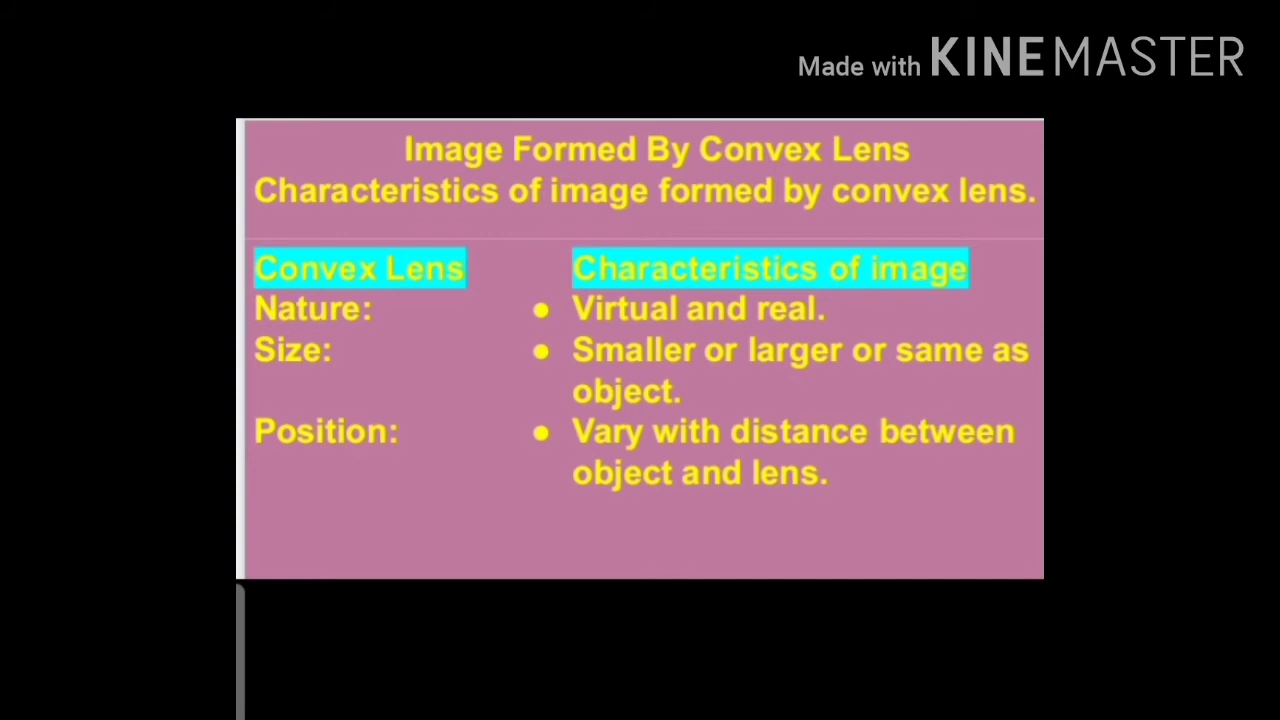 Made with KINEMASTER
Image Formed By Convex Lens
Characteristics of image formed by convex lens.
Convex Lens Characteristics of image
Nature: ● Virtual and real.
Size: ● Smaller or larger or same as
object.
Position: ● Vary with distance between
object and lens.